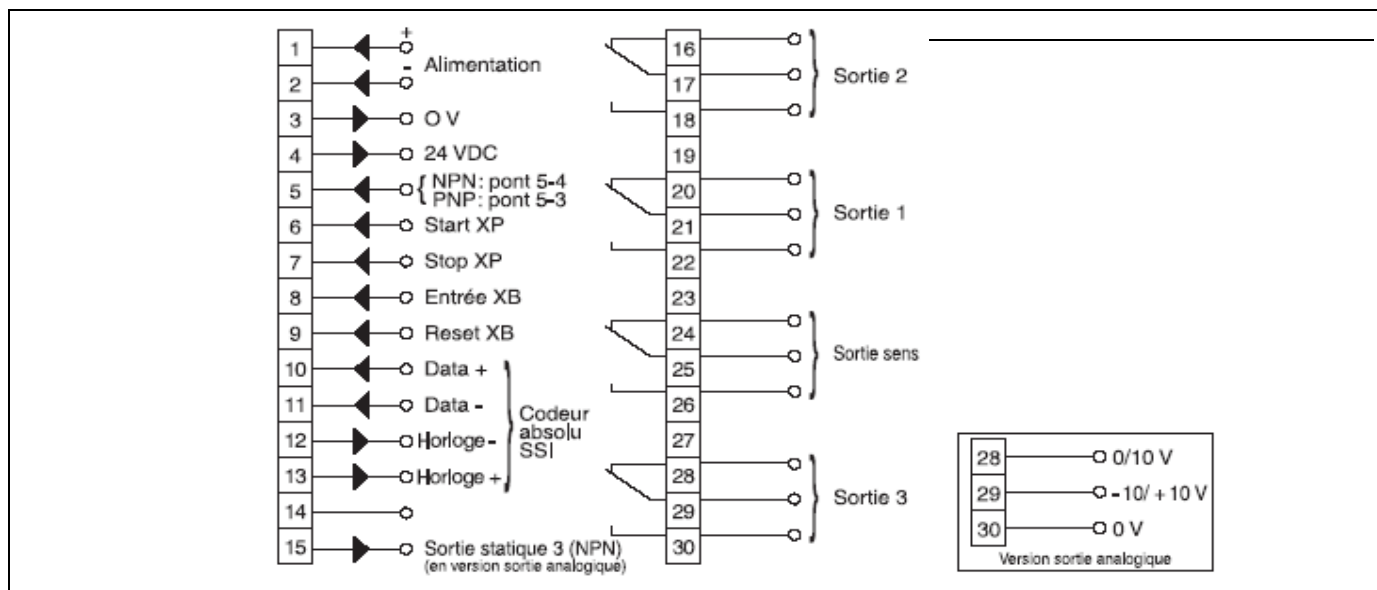 1
+
-
Alimentation
2
3
O V
4
24 VDC
5
NPN: pont 5-4
PNP: pont 5-3
6
Start XP
7
Stop XP
8
Entrée XB
9
Reset XB
10
Data +
11
Data -
12
Horloge -
13
Horloge +
Codeur
absolu
SSI
14
15
Sortie statique 3 (NPN)
(en version sortie analogique)
16
17
18
Sortie 2
19
20
21
22
Sortie 1
23
24
25
26
Sortie sens
27
28
29
30
Sortie 3
28
0/10 V
29
-10/ + 10 V
30
0 V
Version sortie analogique